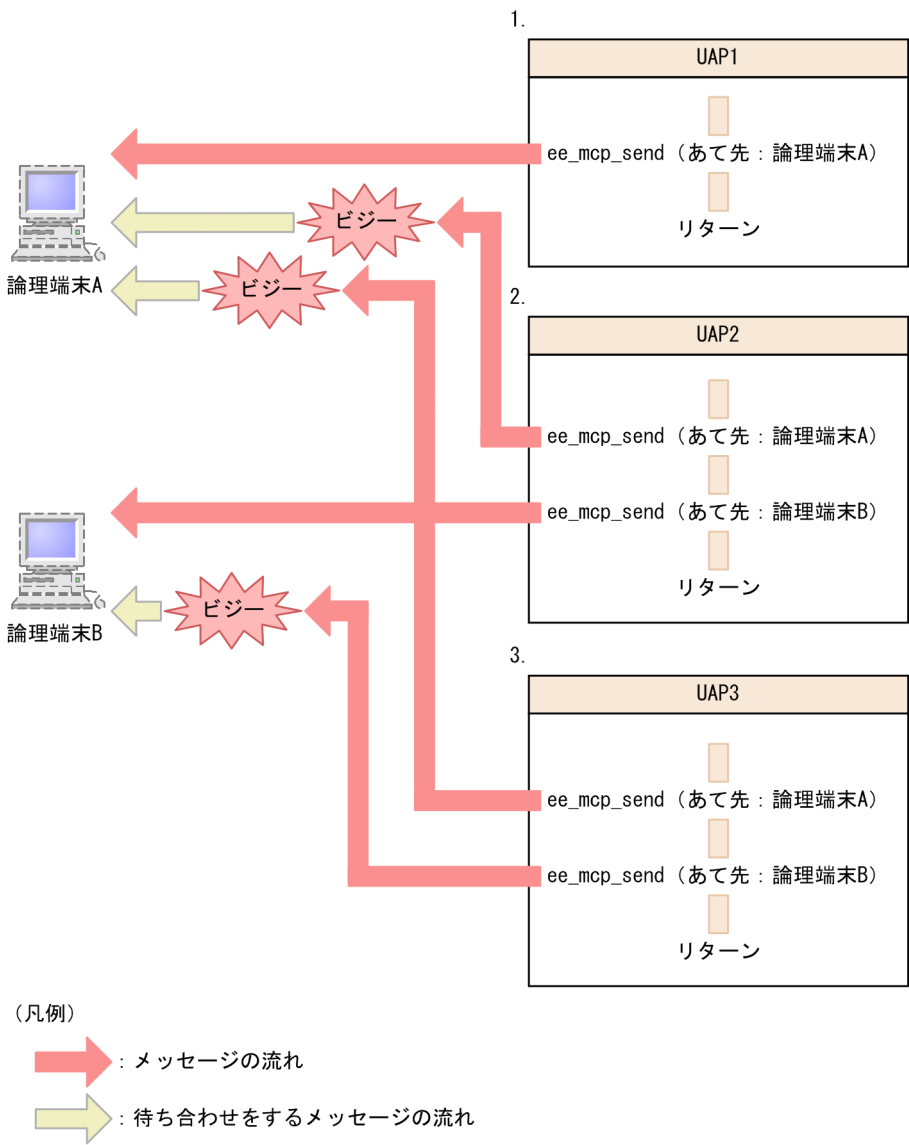 1.
UAP1
ee_mcp_send（あて先：論理端末A）
リターン
ビジー
ビジー
論理端末A
2.
UAP2
ee_mcp_send（あて先：論理端末A）
ee_mcp_send（あて先：論理端末B）
リターン
ビジー
論理端末B
3.
UAP3
ee_mcp_send（あて先：論理端末A）
ee_mcp_send（あて先：論理端末B）
リターン
（凡例）
：メッセージの流れ
：待ち合わせをするメッセージの流れ